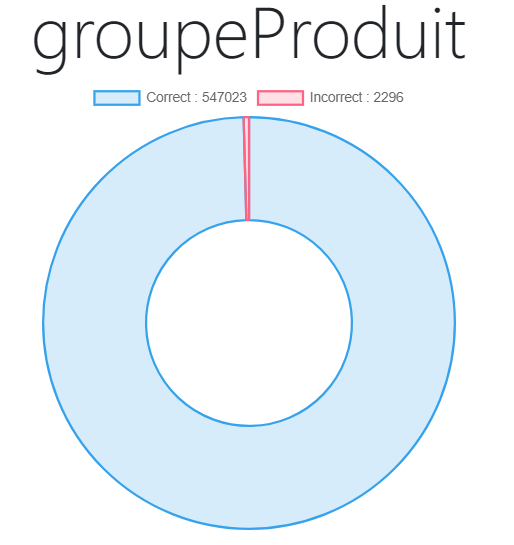 groupeProduit
Correct : 547023 Incorrect : 2296